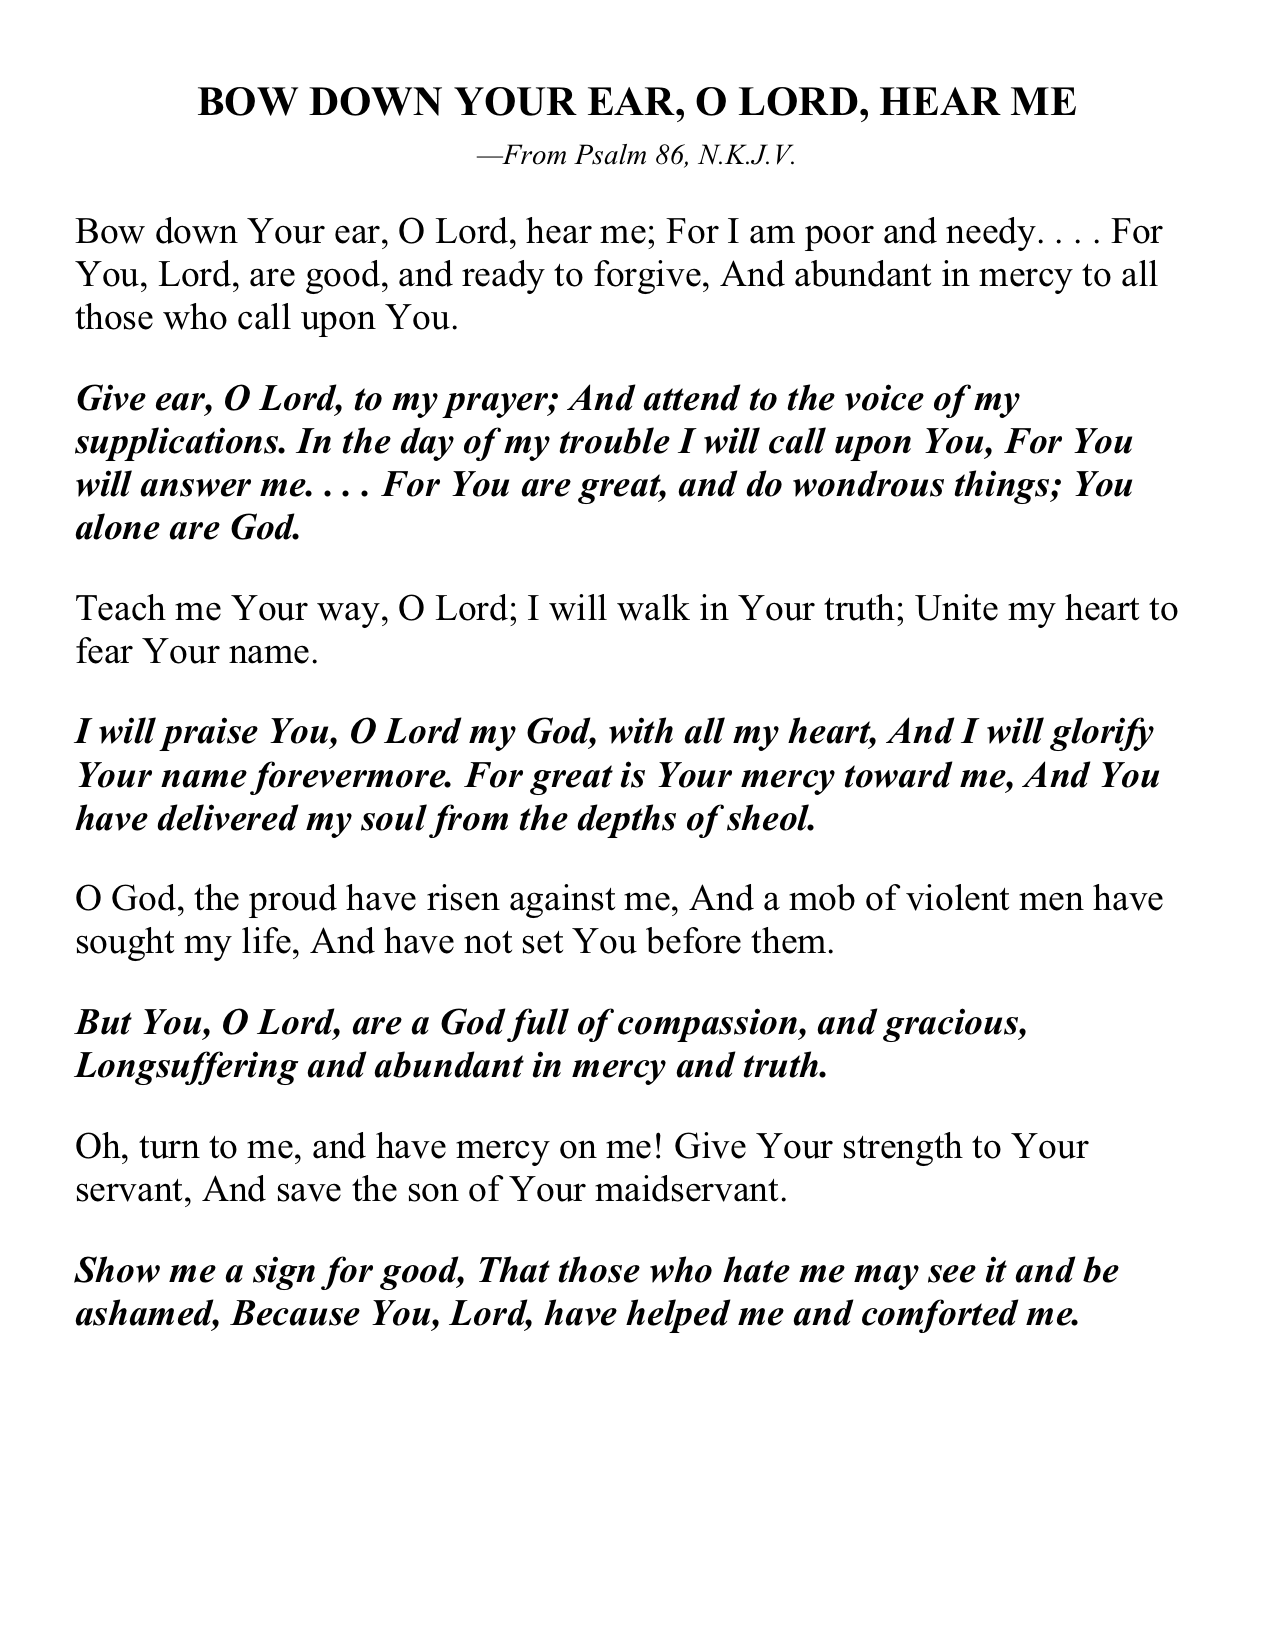 BOW DOWN YOUR EAR, O LORD, HEAR ME
—From Psalm 86, N.K.J.V.
Bow down Your ear, O Lord, hear me; For I am poor and needy. . . . For
You, Lord, are good, and ready to forgive, And abundant in mercy to all
those who call upon You.
Give ear, O Lord, to my prayer; And attend to the voice of my
supplications. In the day of my trouble I will call upon You, For You
will answer me. . . . For You are great, and do wondrous things; You
alone are God.
Teach me Your way, O Lord; I will walk in Your truth; Unite my heart to
fear Your name.
I will praise You, O Lord my God, with all my heart, And I will glorify
Your name forevermore. For great is Your mercy toward me, And You
have delivered my soul from the depths of sheol.
O God, the proud have risen against me, And a mob of violent men have
sought my life, And have not set You before them.
But You, O Lord, are a God full of compassion, and gracious,
Longsuffering and abundant in mercy and truth.
Oh, turn to me, and have mercy on me! Give Your strength to Your
servant, And save the son of Your maidservant.
Show me a sign for good, That those who hate me may see it and be
ashamed, Because You, Lord, have helped me and comforted me.